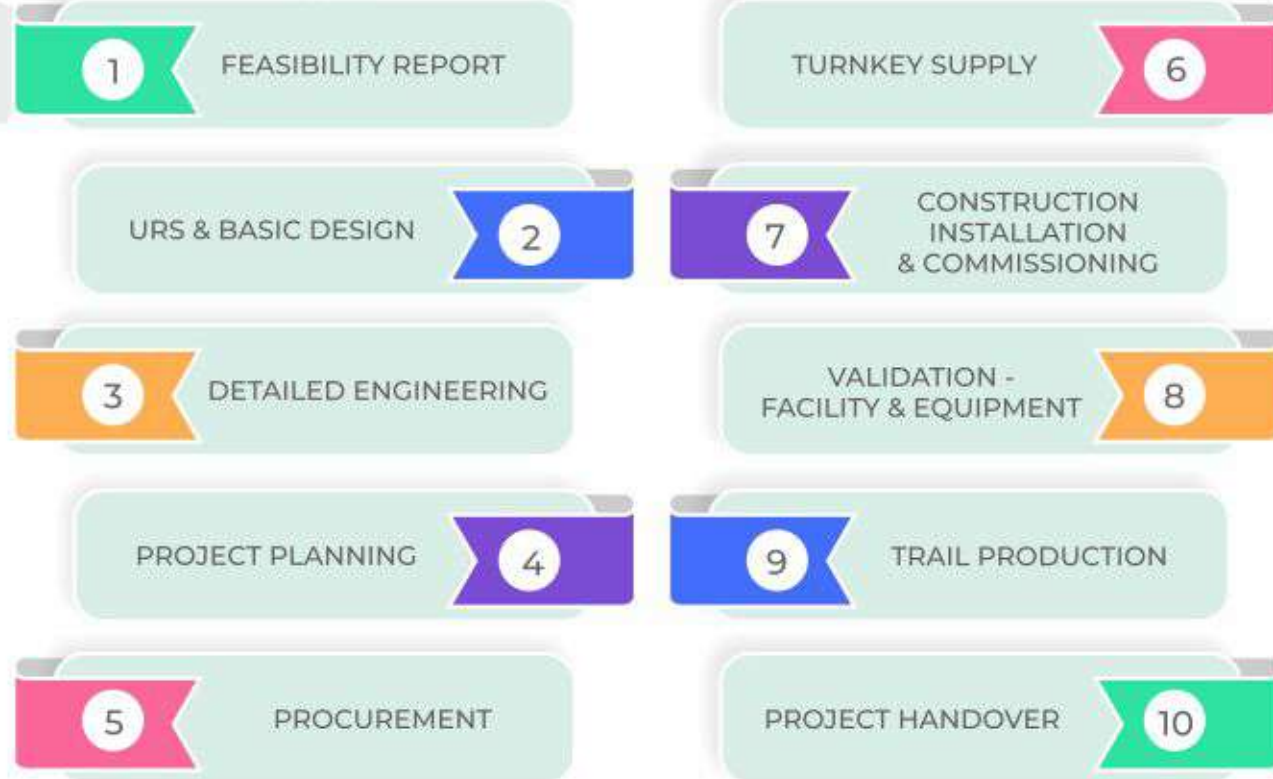 1
FEASIBILITY REPORT
URS & BASIC DESIGN
2
3
DETAILED ENGINEERING
PROJECT PLANNING
4
5
PROCUREMENT
TURNKEY SUPPLY
6
7
CONSTRUCTION
INSTALLATION
& COMMISSIONING
VALIDATION -
FACILITY & EQUIPMENT
8
9
TRAIL PRODUCTION
PROJECT HANDOVER
10